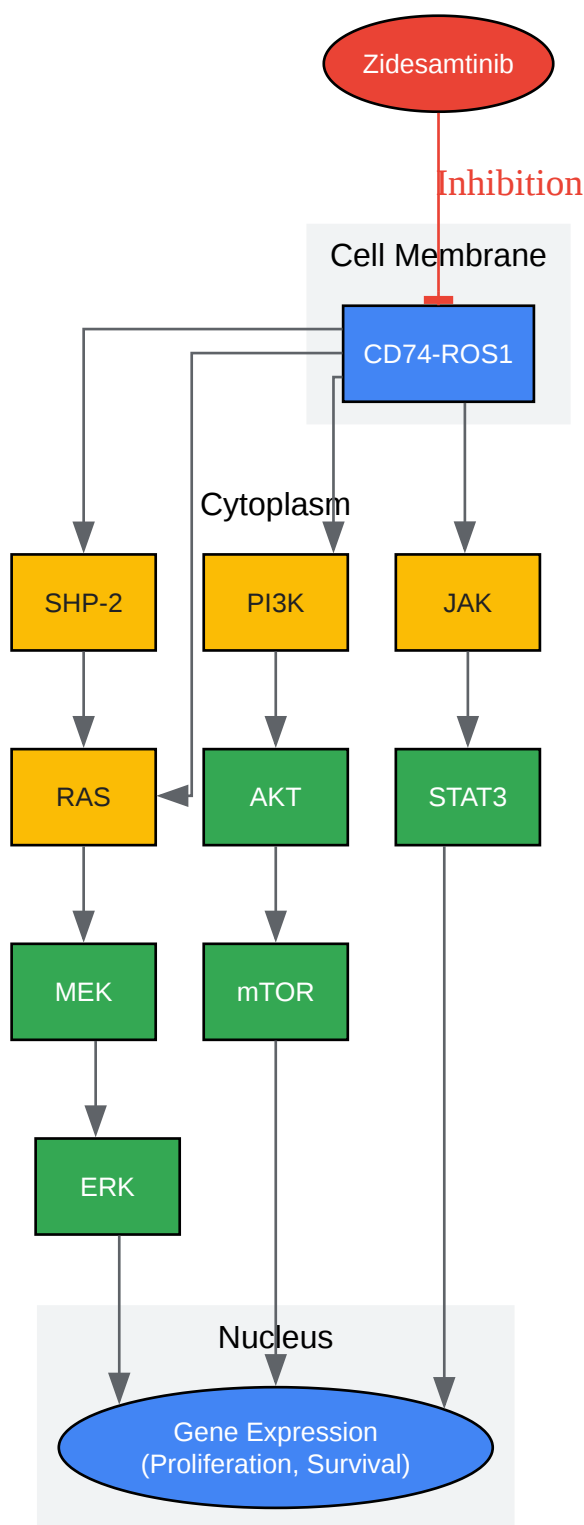 Zidesamtinib
Inhibition
Cell Membrane
CD74-ROS1
Cytoplasm
SHP-2
PI3K
JAK
RAS
AKT
STAT3
MEK
mTOR
ERK
Nucleus
Gene Expression
(Proliferation, Survival)